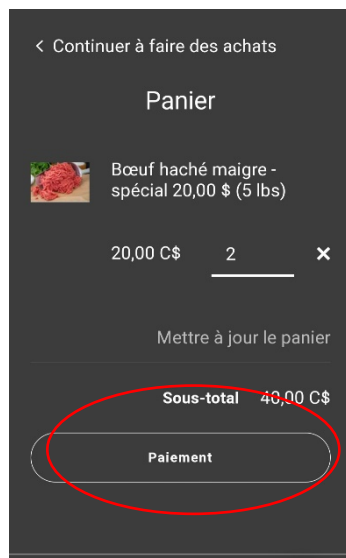 < Continuer à faire des achats
Panier
Bœuf haché maigre -
spécial 20,00 $ (5 lbs)
20,00 C$ 2 ×
Mettre à jour le panier
Sous-total 40,00 C$
Paiement